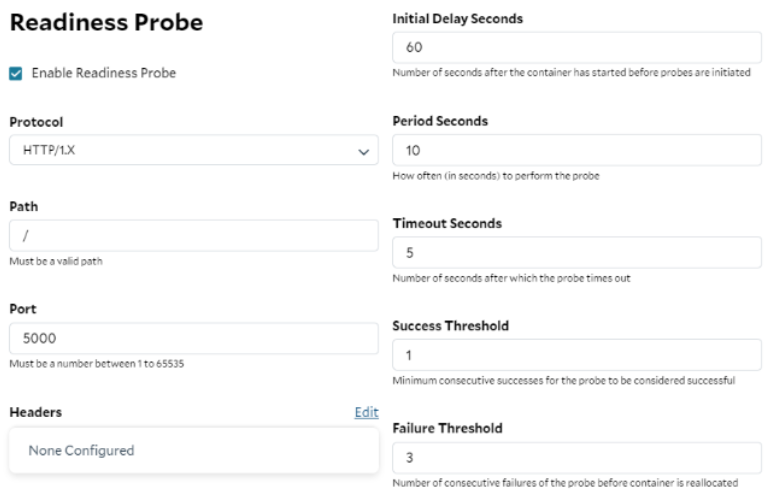 Readiness Probe
Enable Readiness Probe
Protocol
HTTP/1.X
Path
/
Must be a valid path
Port
5000
Must be a number between 1 to 65535
Headers
Edit
None Configured
Initial Delay Seconds
60
Number of seconds after the container has started before probes are initiated
Period Seconds
10
How often (in seconds) to perform the probe
Timeout Seconds
5
Number of seconds after which the probe times out
Success Threshold
1
Minimum consecutive successes for the probe to be considered successful
Failure Threshold
3
Number of consecutive failures of the probe before container is reallocated